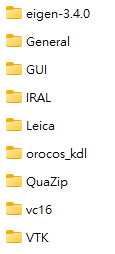 eigen-3.4.0
General
GUI
IRAL
Leica
orocos_kdl
QuaZip
vc16
VTK